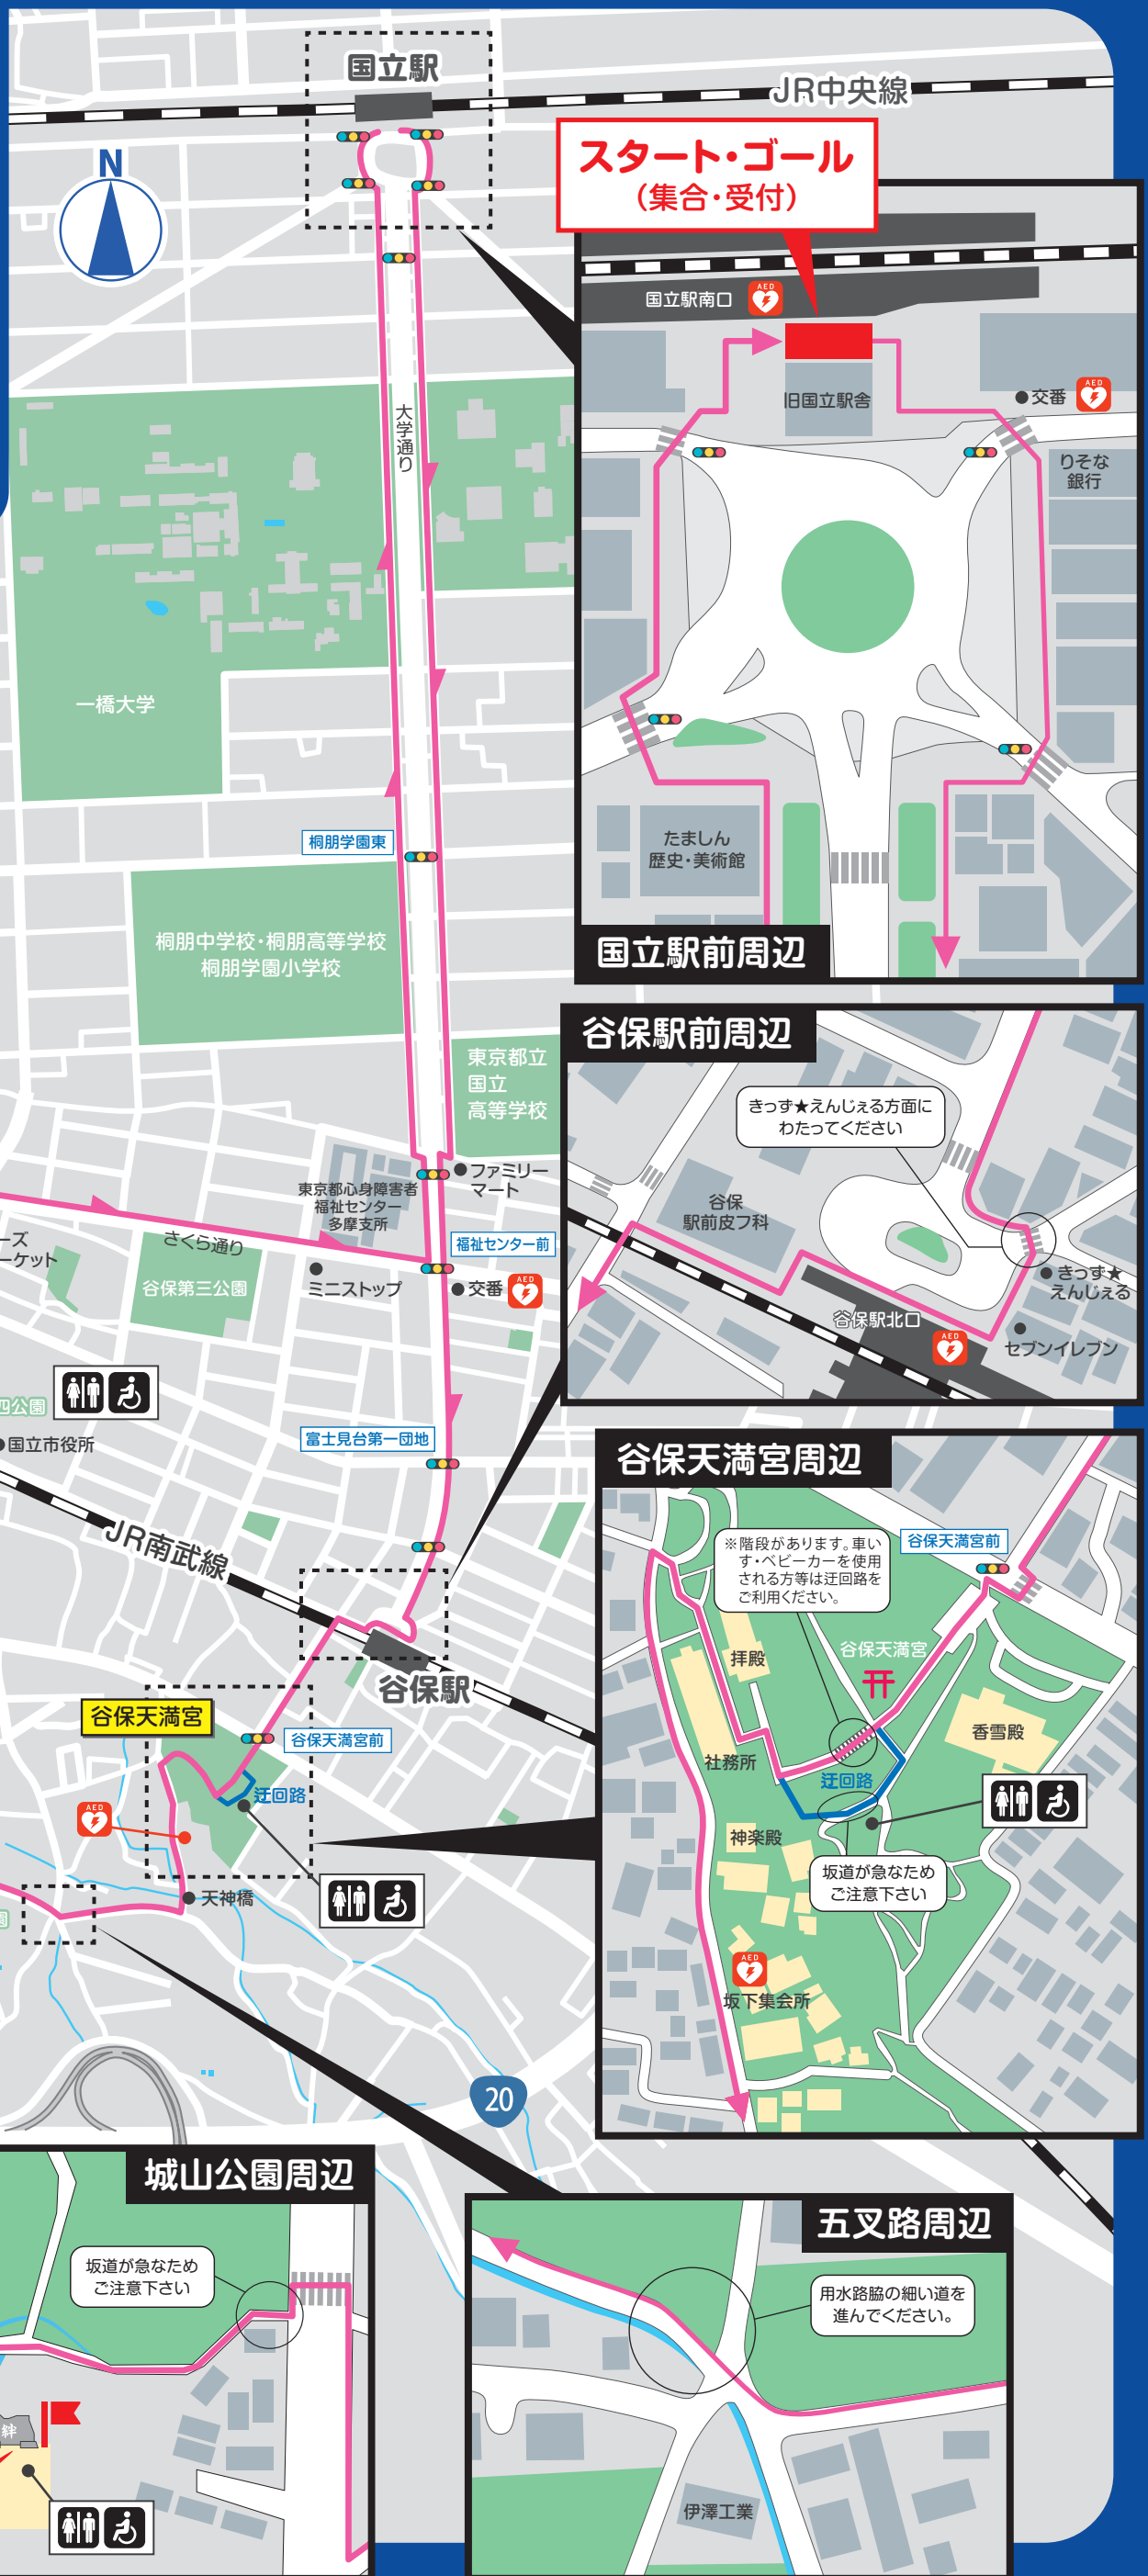 国立駅
JR中央線
N
スタート・ゴール
(集合・受付)
国立駅南口
AED
旧国立駅舎
交番
AED
りそな
銀行
たましん
歴史・美術館
国立駅前周辺
大学通り
一橋大学
桐朋学園東
桐朋中学校・桐朋高等学校
桐朋学園小学校
東京都立
国立
高等学校
ファミリー
マート
東京都心身障害者
福祉センター
多摩支所
さくら通り
福祉センター前
ーズ
ーケット
谷保第三公園
ミニストップ
交番
AED
四公園
国立市役所
富士見台第一団地
JR南武線
谷保駅
谷保天満宮
谷保天満宮前
迂回路
AED
天神橋
園
20
谷保駅前周辺
きっず★えんじぇる方面に
わたってください
谷保
駅前皮フ科
谷保駅北口
AED
きっず★
えんじぇる
セブンイレブン
谷保天満宮周辺
※階段があります。車い
す・ベビーカーを使用
される方等は迂回路を
ご利用ください。
谷保天満宮前
拝殿
谷保天満宮
香雪殿
社務所
迂回路
神楽殿
坂道が急なため
ご注意下さい
AED
坂下集会所
城山公園周辺
坂道が急なため
ご注意下さい
絆
五叉路周辺
用水路脇の細い道を
進んでください。
伊澤工業